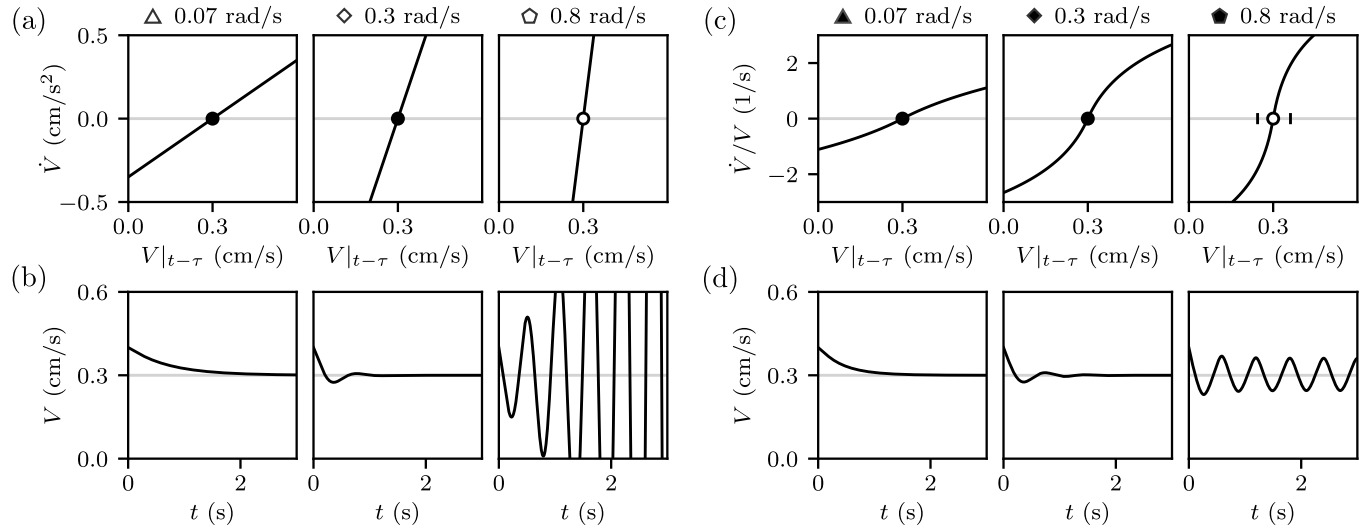 (a) △ 0.07 rad/s ◇ 0.3 rad/s ⬠ 0.8 rad/s
0.5
0.0
−0.5
V̇ (cm/s²)
0.0 0.3 0.0 0.3 0.0 0.3
V|t−τ (cm/s) V|t−τ (cm/s) V|t−τ (cm/s)
(b)
0.6
0.3
0.0
V (cm/s)
0 2 0 2 0 2
t (s) t (s) t (s)
(c) ▲ 0.07 rad/s ◆ 0.3 rad/s ⬟ 0.8 rad/s
2
0
−2
V̇/V (1/s)
0.0 0.3 0.0 0.3 0.0 0.3
V|t−τ (cm/s) V|t−τ (cm/s) V|t−τ (cm/s)
(d)
0.6
0.3
0.0
V (cm/s)
0 2 0 2 0 2
t (s) t (s) t (s)